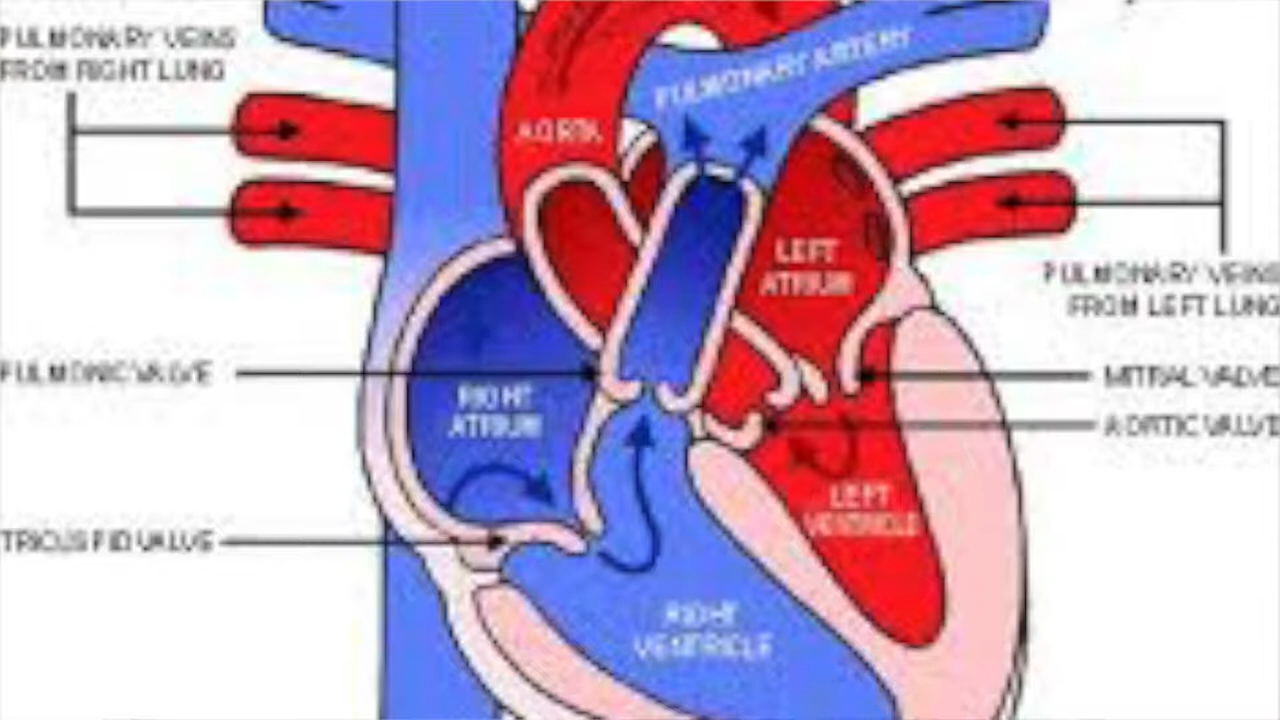 PULMONARY VEINS
FROM RIGHT LUNG
PULMONARY ARTERY
AORTA
LEFT
ATRIUM
PULMONARY VEINS
FROM LEFT LUNG
PULMONIC VALVE
MITRAL VALVE
RIGHT
ATRIUM
AORTIC VALVE
LEFT
VENTRICLE
TRICUSPID VALVE
RIGHT
VENTRICLE